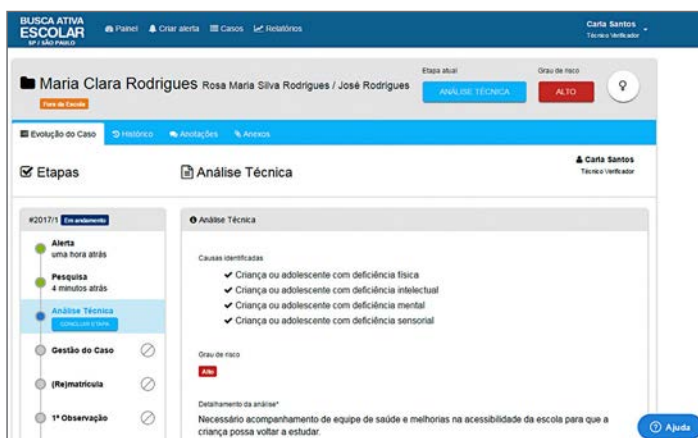 BUSCA ATIVA
ESCOLAR
SP / SÃO PAULO
Painel Criar alerta Casos Relatórios
Carla Santos
Técnico Verificador
Maria Clara Rodrigues Rosa Maria Silva Rodrigues / José Rodrigues
Fora da Escola
Etapa atual
ANÁLISE TÉCNICA
Grau de risco
ALTO
Evolução do Caso Histórico Anotações Anexos
Etapas
Análise Técnica
Carla Santos
Técnico Verificador
#2017/1 Em andamento
Alerta
uma hora atrás
Pesquisa
4 minutos atrás
Análise Técnica
CONCLUIR ETAPA
Gestão do Caso
(Re)matrícula
1ª Observação
Análise Técnica
Causas identificadas
Criança ou adolescente com deficiência física
Criança ou adolescente com deficiência intelectual
Criança ou adolescente com deficiência mental
Criança ou adolescente com deficiência sensorial
Grau de risco
Alto
Detalhamento da análise*
Necessário acompanhamento de equipe de saúde e melhorias na acessibilidade da escola para que a
criança possa voltar a estudar.
Ajuda